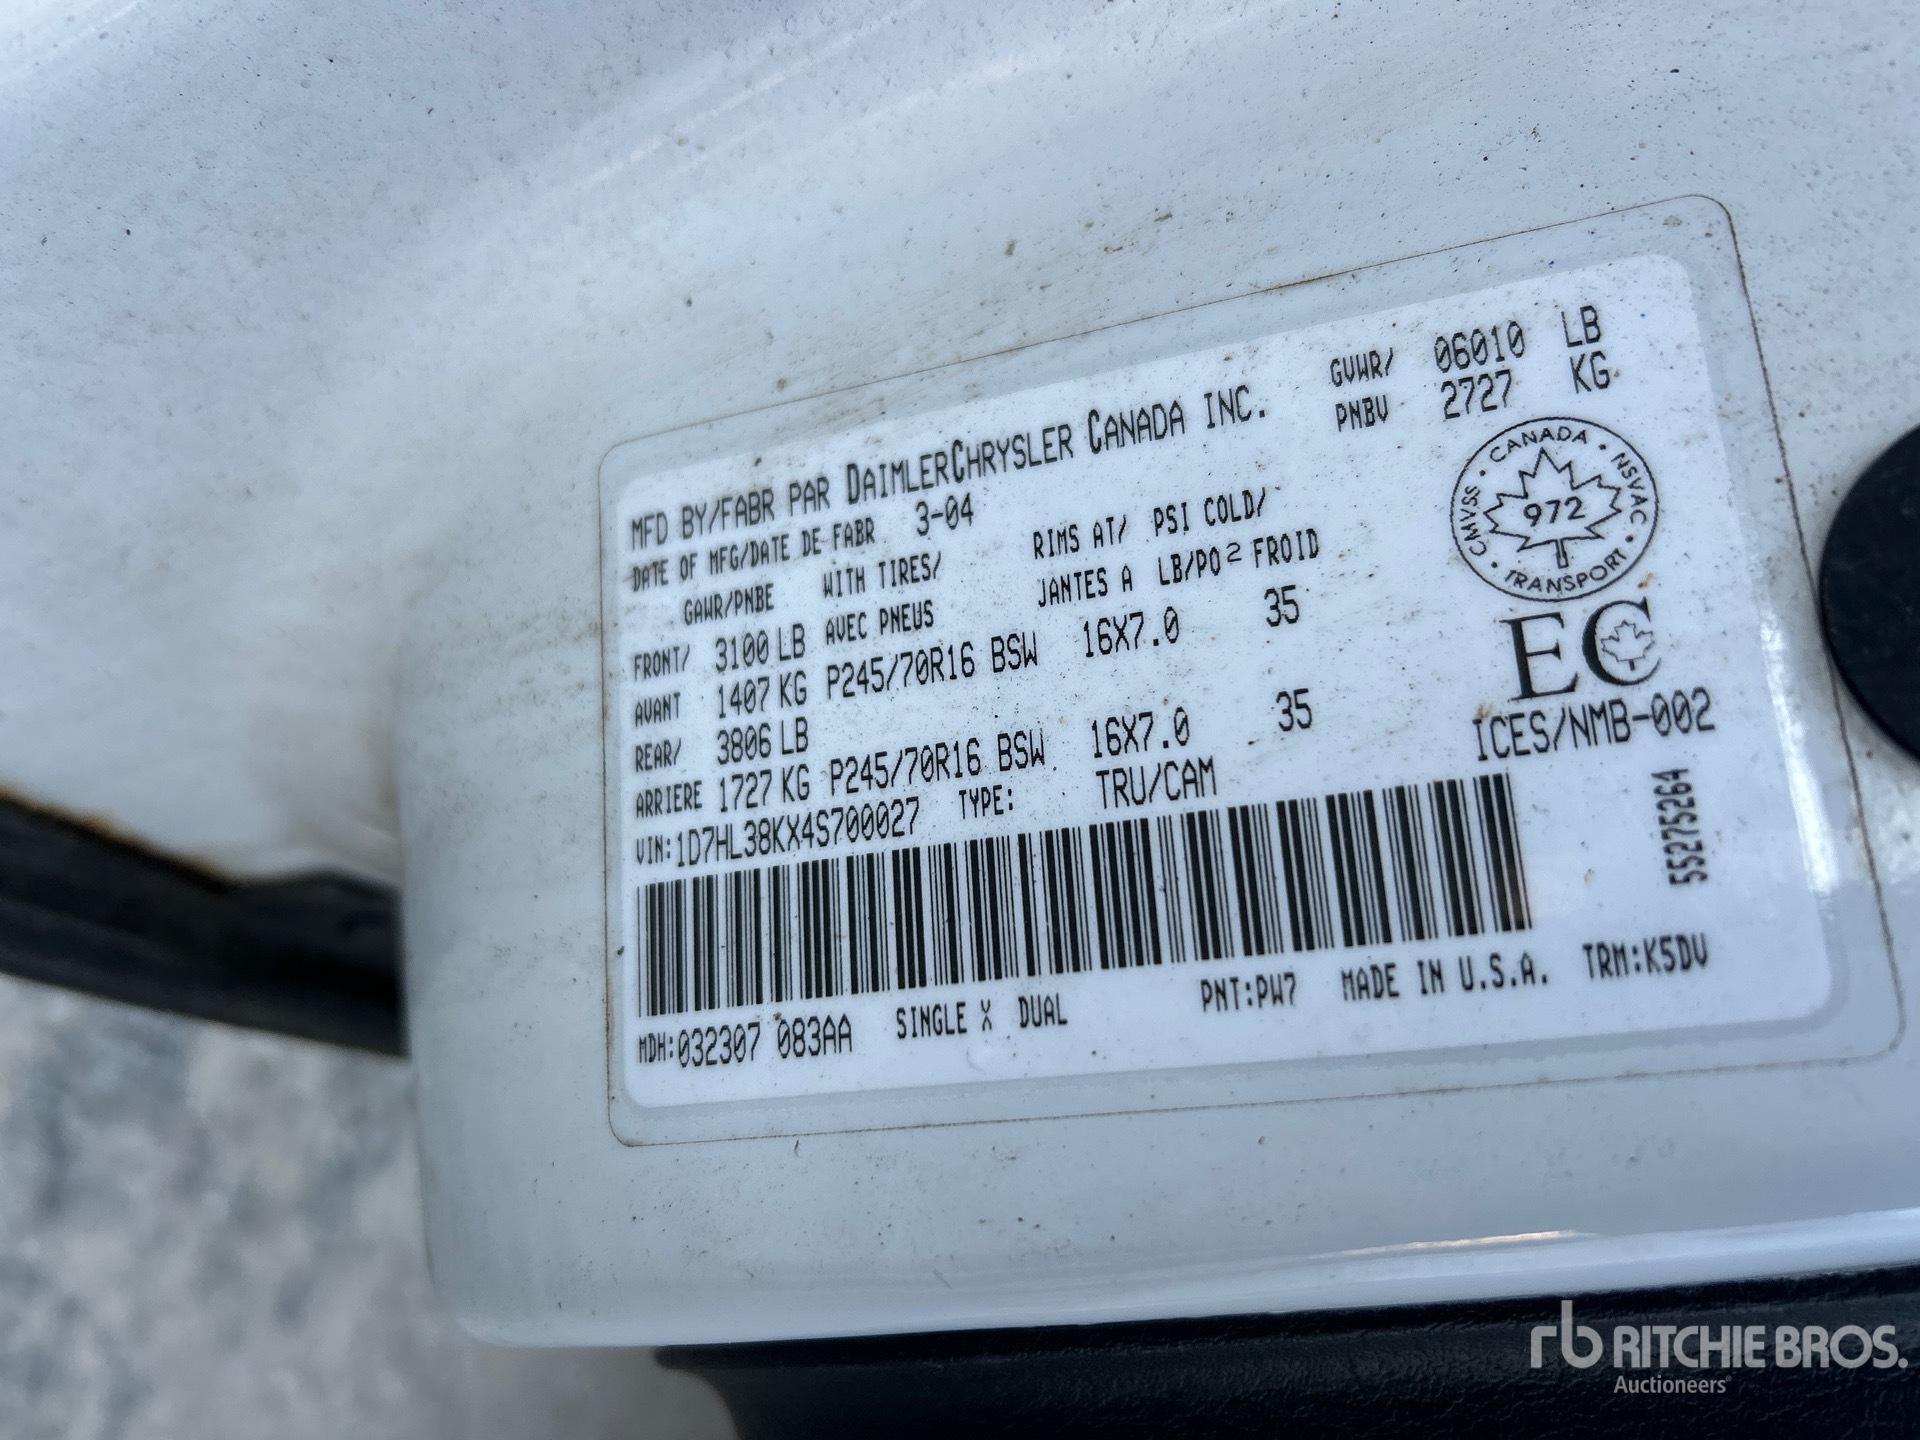 MFD BY/FABR PAR DAIMLERCHRYSLER CANADA INC. GVWR/ 06010 LB
PNBV 2727 KG
DATE OF MFG/DATE DE FABR 3-04
GAWR/PNBE WITH TIRES/ RIMS AT/ PSI COLD/
AVEC PNEUS JANTES A LB/PO² FROID
FRONT/ 3100 LB
AVANT 1407 KG P245/70R16 BSW 16X7.0 35
REAR/ 3806 LB
ARRIERE 1727 KG P245/70R16 BSW 16X7.0 35
VIN:1D7HL38KX4S700027 TYPE: TRU/CAM
CMVSS · CANADA · NSVAC · TRANSPORT ·
972
EC
ICES/NMB-002
55275264
MDH:032307 083AA SINGLE X DUAL PNT:PW7 MADE IN U.S.A. TRM:K5DV
rb RITCHIE BROS.
Auctioneers